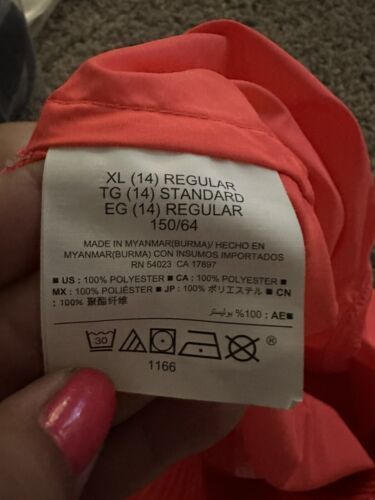 XL (14) REGULAR
TG (14) STANDARD
EG (14) REGULAR
150/64
MADE IN MYANMAR(BURMA)/ HECHO EN
MYANMAR(BURMA) CON INSUMOS IMPORTADOS
RN 54023 CA 17897
■ US : 100% POLYESTER ■ CA : 100% POLYESTER ■
MX : 100% POLIÉSTER ■ JP : 100% ポリエステル ■ CN
: 100% 聚酯纤维
■AE : 100% بوليستر
30 ®
1166